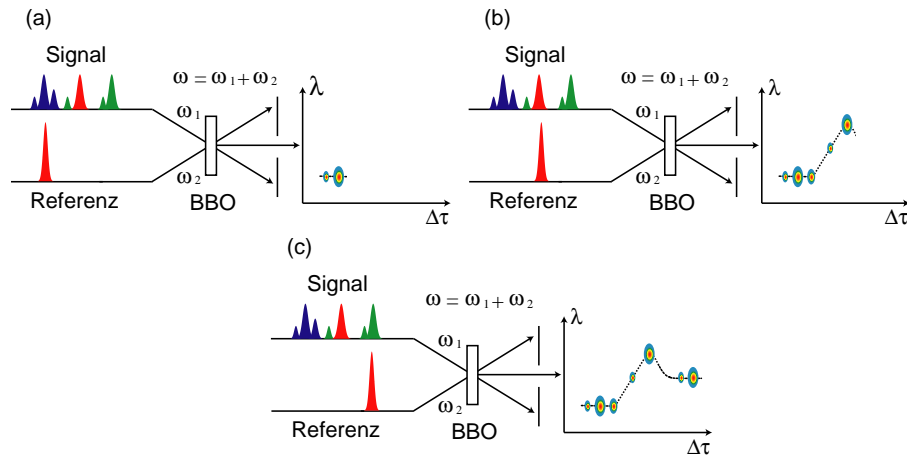 (a)
Signal
ω = ω₁ + ω₂
λ
ω₁
ω₂
Referenz
BBO
Δτ
(b)
Signal
ω = ω₁ + ω₂
λ
ω₁
ω₂
Referenz
BBO
Δτ
(c)
Signal
ω = ω₁ + ω₂
λ
ω₁
ω₂
Referenz
BBO
Δτ